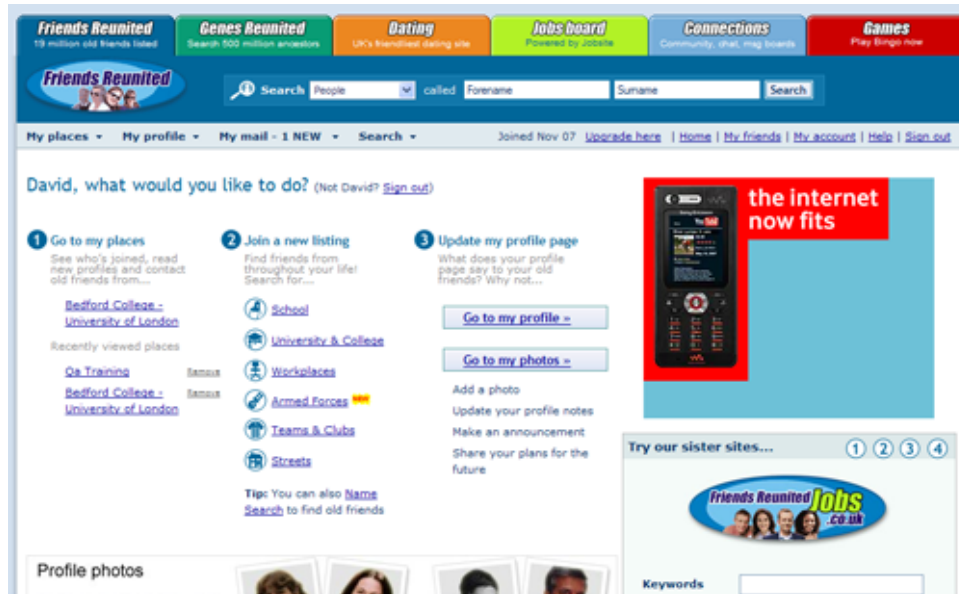 Friends Reunited
19 million old friends listed
Genes Reunited
Search 500 million ancestors
Dating
UK's friendliest dating site
Jobs board
Powered by Jobsite
Connections
Community, chat, msg boards
Games
Play Bingo now
Friends Reunited
Search People called Forename Surname Search
My places My profile My mail - 1 NEW Search Joined Nov 07 Upgrade here | Home | My friends | My account | Help | Sign out
David, what would you like to do? (Not David? Sign out)
1 Go to my places
See who's joined, read
new profiles and contact
old friends from...
Bedford College -
University of London
Recently viewed places
Qa Training Remove
Bedford College - Remove
University of London
2 Join a new listing
Find friends from
throughout your life!
Search for...
School
University & College
Workplaces
Armed Forces NEW
Teams & Clubs
Streets
Tip: You can also Name
Search to find old friends
3 Update my profile page
What does your profile
page say to your old
friends? Why not...
Go to my profile »
Go to my photos »
Add a photo
Update your profile notes
Make an announcement
Share your plans for the
future
the internet
now fits
You Tube
Try our sister sites... 1 2 3 4
Friends Reunited Jobs
.co.uk
Keywords
Profile photos